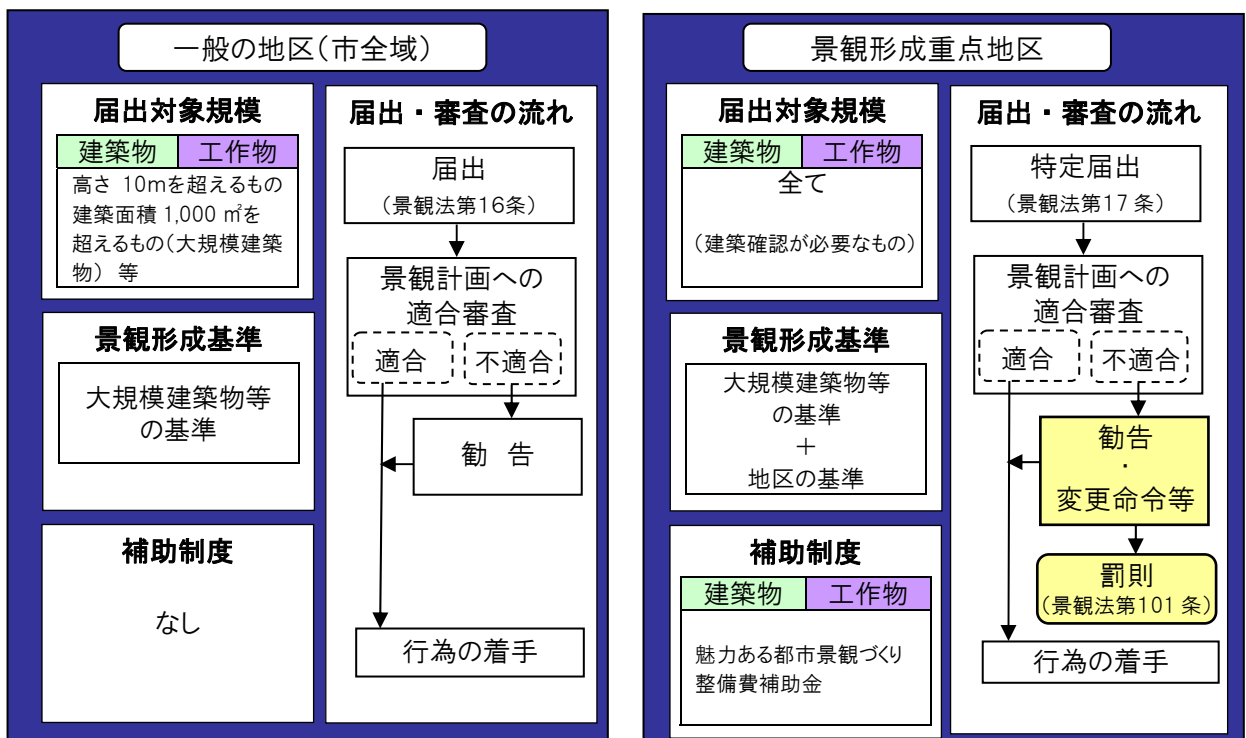 一般の地区(市全域)
届出対象規模
建築物 工作物
高さ 10mを超えるもの
建築面積 1,000 ㎡を
超えるもの(大規模建築
物) 等
景観形成基準
大規模建築物等
の基準
補助制度
なし
届出・審査の流れ
届出
(景観法第16条)
景観計画への
適合審査
適合 不適合
勧 告
行為の着手
景観形成重点地区
届出対象規模
建築物 工作物
全て
(建築確認が必要なもの)
景観形成基準
大規模建築物等
の基準
+
地区の基準
補助制度
建築物 工作物
魅力ある都市景観づくり
整備費補助金
届出・審査の流れ
特定届出
(景観法第17 条)
景観計画への
適合審査
適合 不適合
勧告
・
変更命令等
罰則
(景観法第101 条)
行為の着手